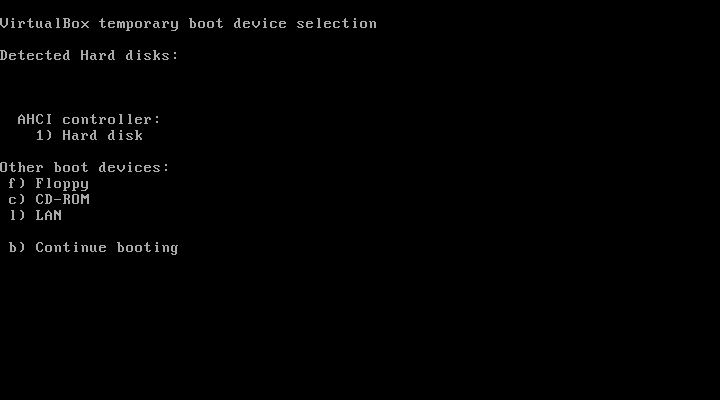 VirtualBox temporary boot device selection
Detected Hard disks:
AHCI controller:
1) Hard disk
Other boot devices:
f) Floppy
c) CD-ROM
l) LAN
b) Continue booting